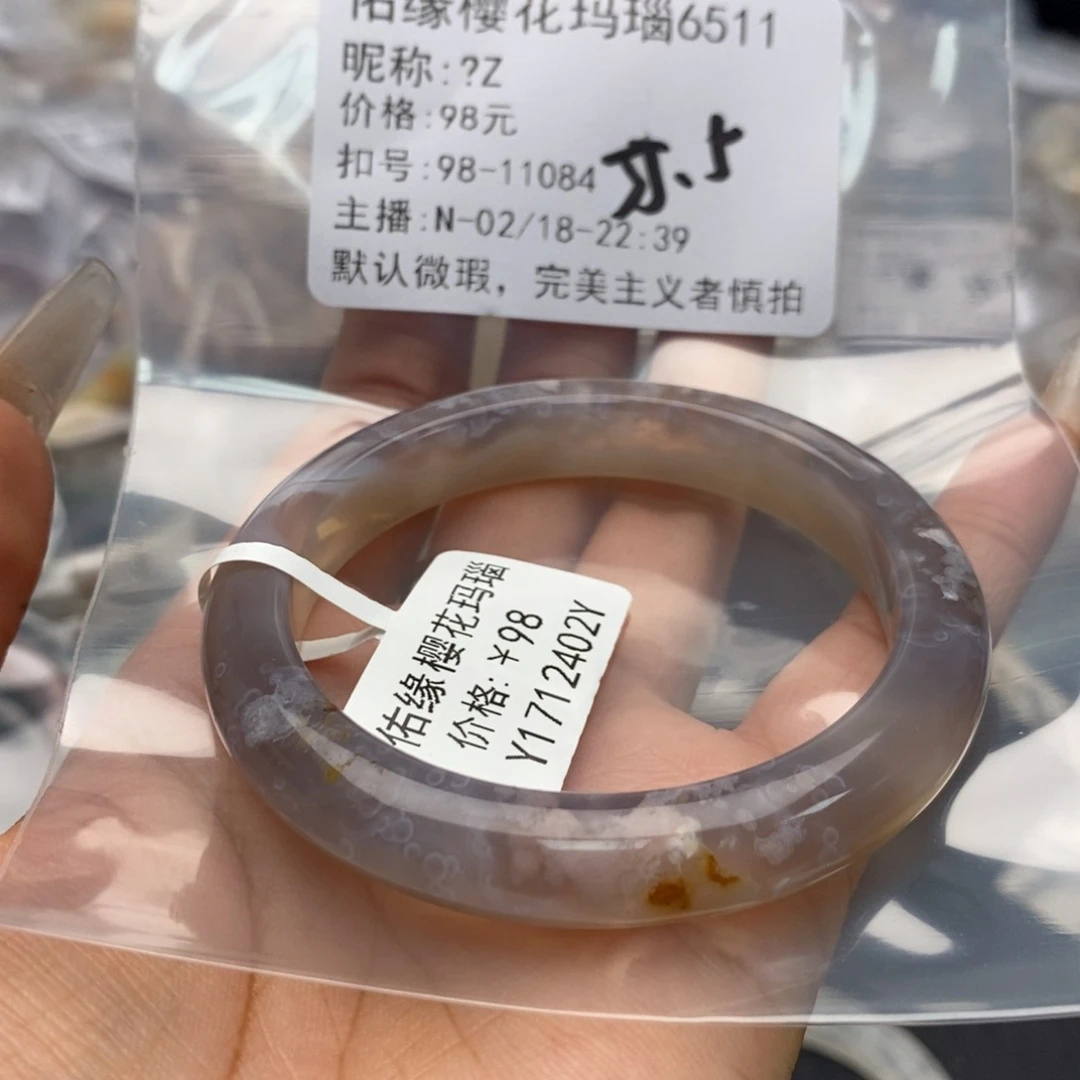 佑缘樱花玛瑙6511
昵称:?Z
价格:98元
扣号:98-11084
主播:N-02/18-22:39
默认微瑕，完美主义者慎拍
佑缘樱花玛瑙
价格:￥98
Y1712402Y